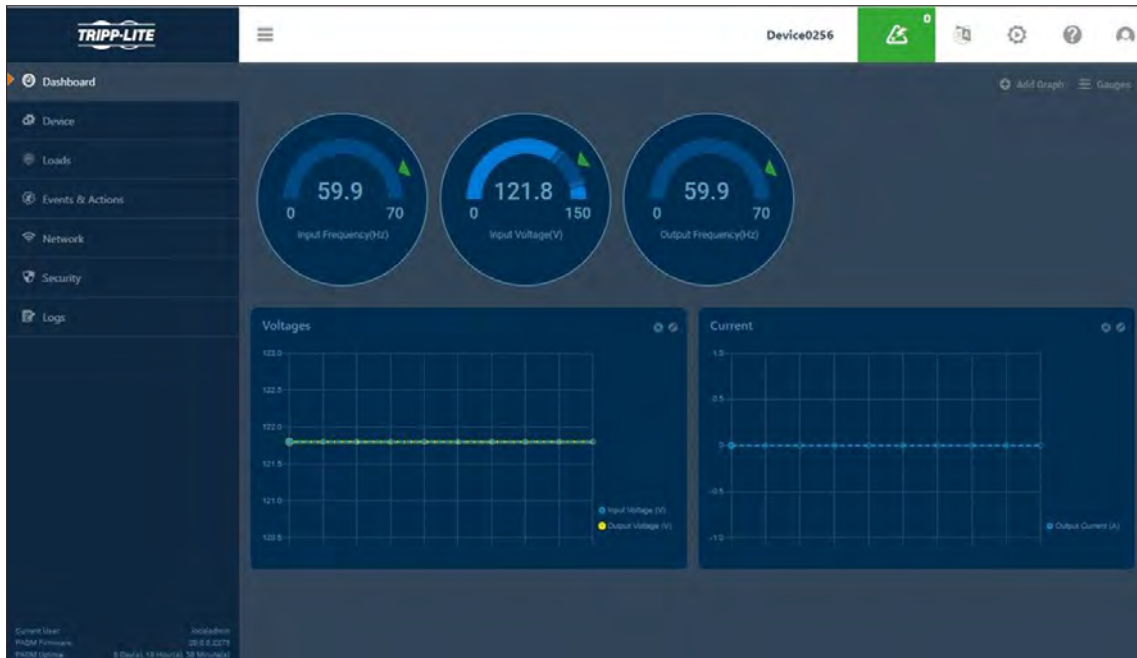 TRIPP-LITE
Device0256
0
Dashboard
Device
Loads
Events & Actions
Network
Security
Logs
Add Graph
Gauges
59.9
0
70
Input Frequency(Hz)
121.8
0
150
Input Voltage(V)
59.9
0
70
Output Frequency(Hz)
Voltages
123.0
122.5
122.0
121.5
121.0
120.5
Input Voltage (V)
Output Voltage (V)
Current
1.0
0.5
0
-0.5
-1.0
Output Current (A)
Current User: localadmin
PADM Firmware:
PADM Uptime: